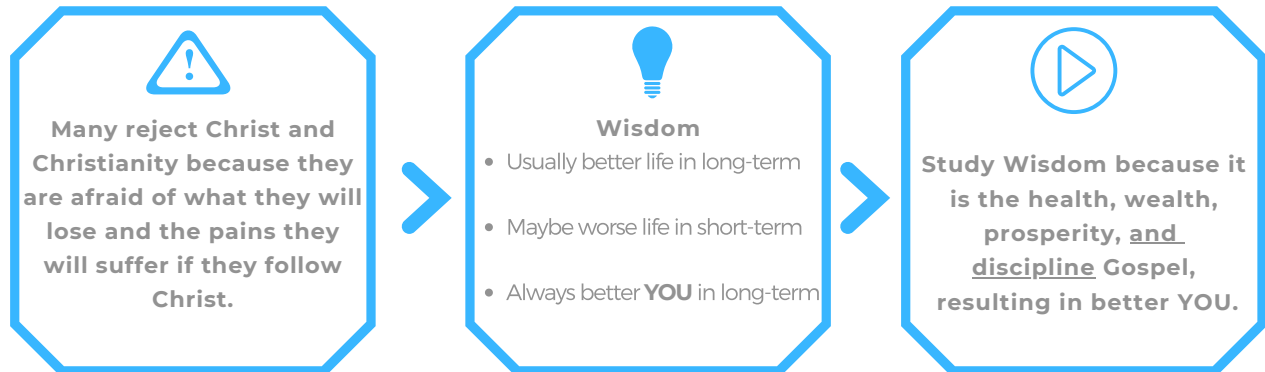 Many reject Christ and
Christianity because they
are afraid of what they will
lose and the pains they
will suffer if they follow
Christ.
Wisdom
• Usually better life in long-term
• Maybe worse life in short-term
• Always better YOU in long-term
Study Wisdom because it
is the health, wealth,
prosperity, and
discipline Gospel,
resulting in better YOU.